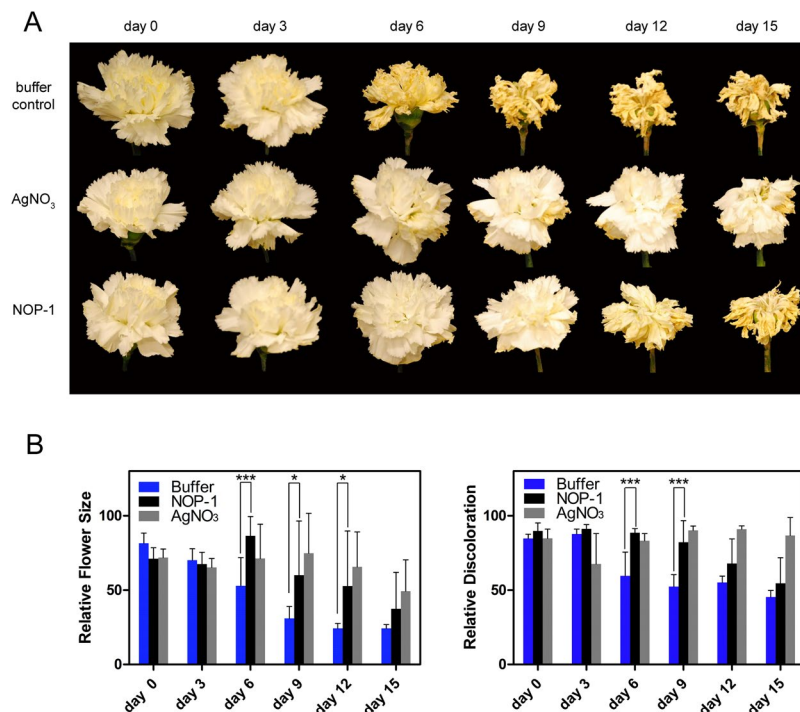 A
day 0 day 3 day 6 day 9 day 12 day 15
buffer
control
AgNO₃
NOP-1
B
Relative Flower Size
100
50
0
Buffer
NOP-1
AgNO₃
***
*
*
day 0 day 3 day 6 day 9 day 12 day 15
Relative Discoloration
100
50
0
Buffer
NOP-1
AgNO₃
***
***
day 0 day 3 day 6 day 9 day 12 day 15